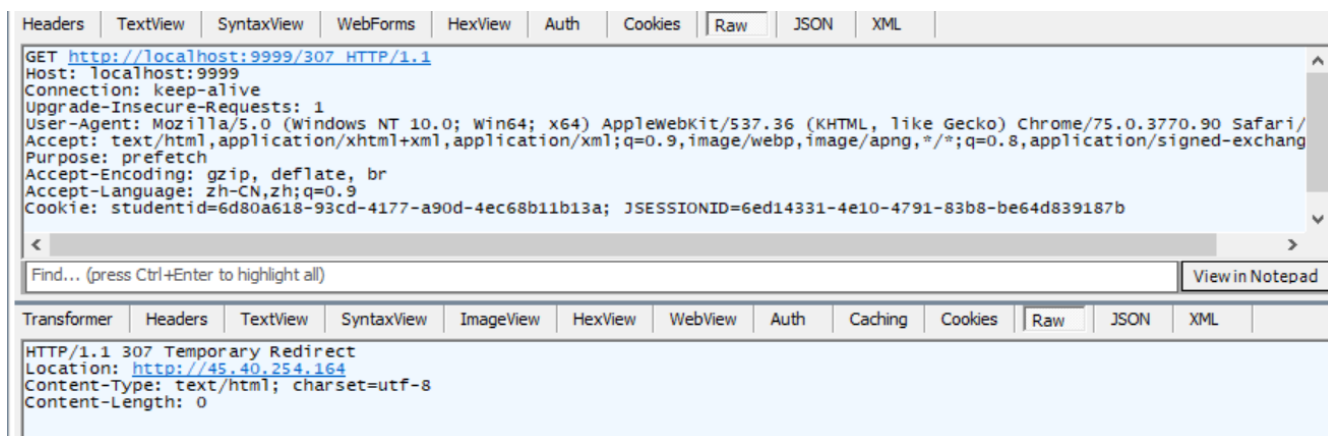 Headers TextView SyntaxView WebForms HexView Auth Cookies Raw JSON XML
GET http://localhost:9999/307 HTTP/1.1
Host: localhost:9999
Connection: keep-alive
Upgrade-Insecure-Requests: 1
User-Agent: Mozilla/5.0 (Windows NT 10.0; Win64; x64) AppleWebKit/537.36 (KHTML, like Gecko) Chrome/75.0.3770.90 Safari/
Accept: text/html,application/xhtml+xml,application/xml;q=0.9,image/webp,image/apng,*/*;q=0.8,application/signed-exchang
Purpose: prefetch
Accept-Encoding: gzip, deflate, br
Accept-Language: zh-CN,zh;q=0.9
Cookie: studentid=6d80a618-93cd-4177-a90d-4ec68b11b13a; JSESSIONID=6ed14331-4e10-4791-83b8-be64d839187b
Find... (press Ctrl+Enter to highlight all) View in Notepad
Transformer Headers TextView SyntaxView ImageView HexView WebView Auth Caching Cookies Raw JSON XML
HTTP/1.1 307 Temporary Redirect
Location: http://45.40.254.164
Content-Type: text/html; charset=utf-8
Content-Length: 0